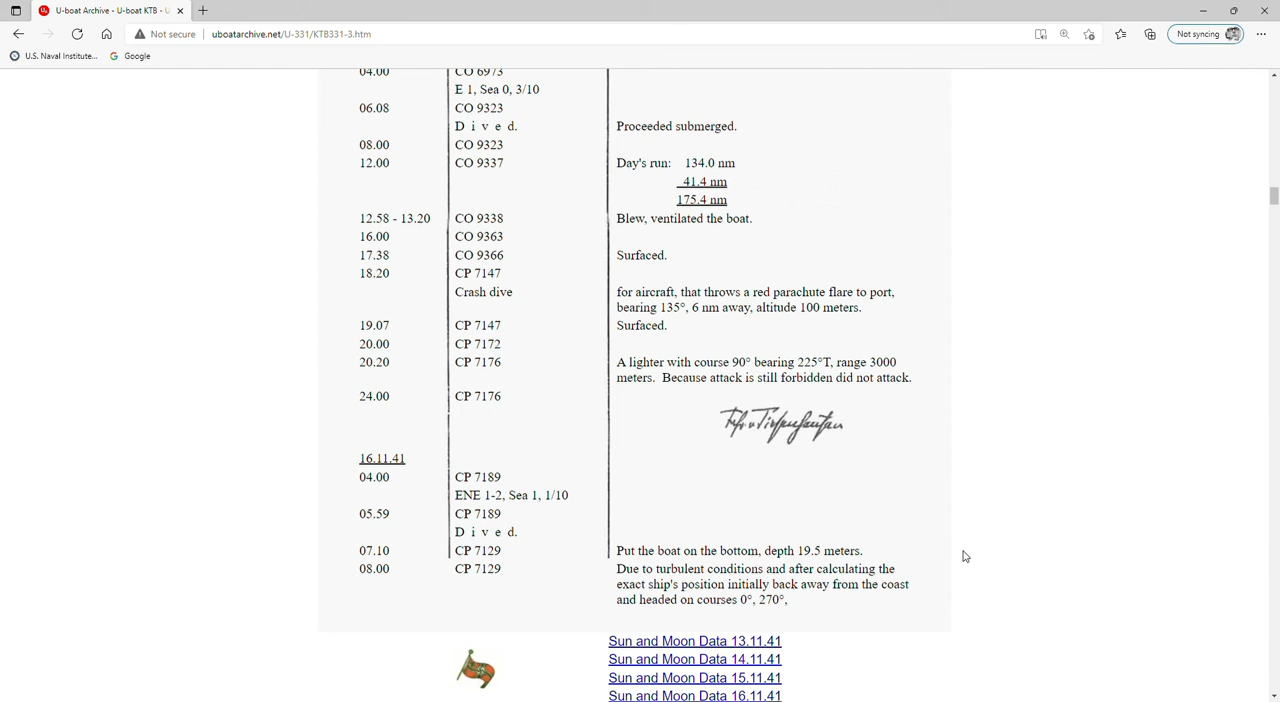 U-boat Archive - U-boat KTB - U-
Not secure
uboatarchive.net/U-331/KTB331-3.htm
Not syncing
U.S. Naval Institute...
Google
04.00 CO 6973
E 1, Sea 0, 3/10
06.08 CO 9323
D i v e d. Proceeded submerged.
08.00 CO 9323
12.00 CO 9337 Day's run: 134.0 nm
41.4 nm
175.4 nm
12.58 - 13.20 CO 9338 Blew, ventilated the boat.
16.00 CO 9363
17.38 CO 9366 Surfaced.
18.20 CP 7147
Crash dive for aircraft, that throws a red parachute flare to port,
bearing 135°, 6 nm away, altitude 100 meters.
19.07 CP 7147 Surfaced.
20.00 CP 7172
20.20 CP 7176 A lighter with course 90° bearing 225°T, range 3000
meters. Because attack is still forbidden did not attack.
24.00 CP 7176
16.11.41
04.00 CP 7189
ENE 1-2, Sea 1, 1/10
05.59 CP 7189
D i v e d.
07.10 CP 7129 Put the boat on the bottom, depth 19.5 meters.
08.00 CP 7129 Due to turbulent conditions and after calculating the
exact ship's position initially back away from the coast
and headed on courses 0°, 270°,
Sun and Moon Data 13.11.41
Sun and Moon Data 14.11.41
Sun and Moon Data 15.11.41
Sun and Moon Data 16.11.41